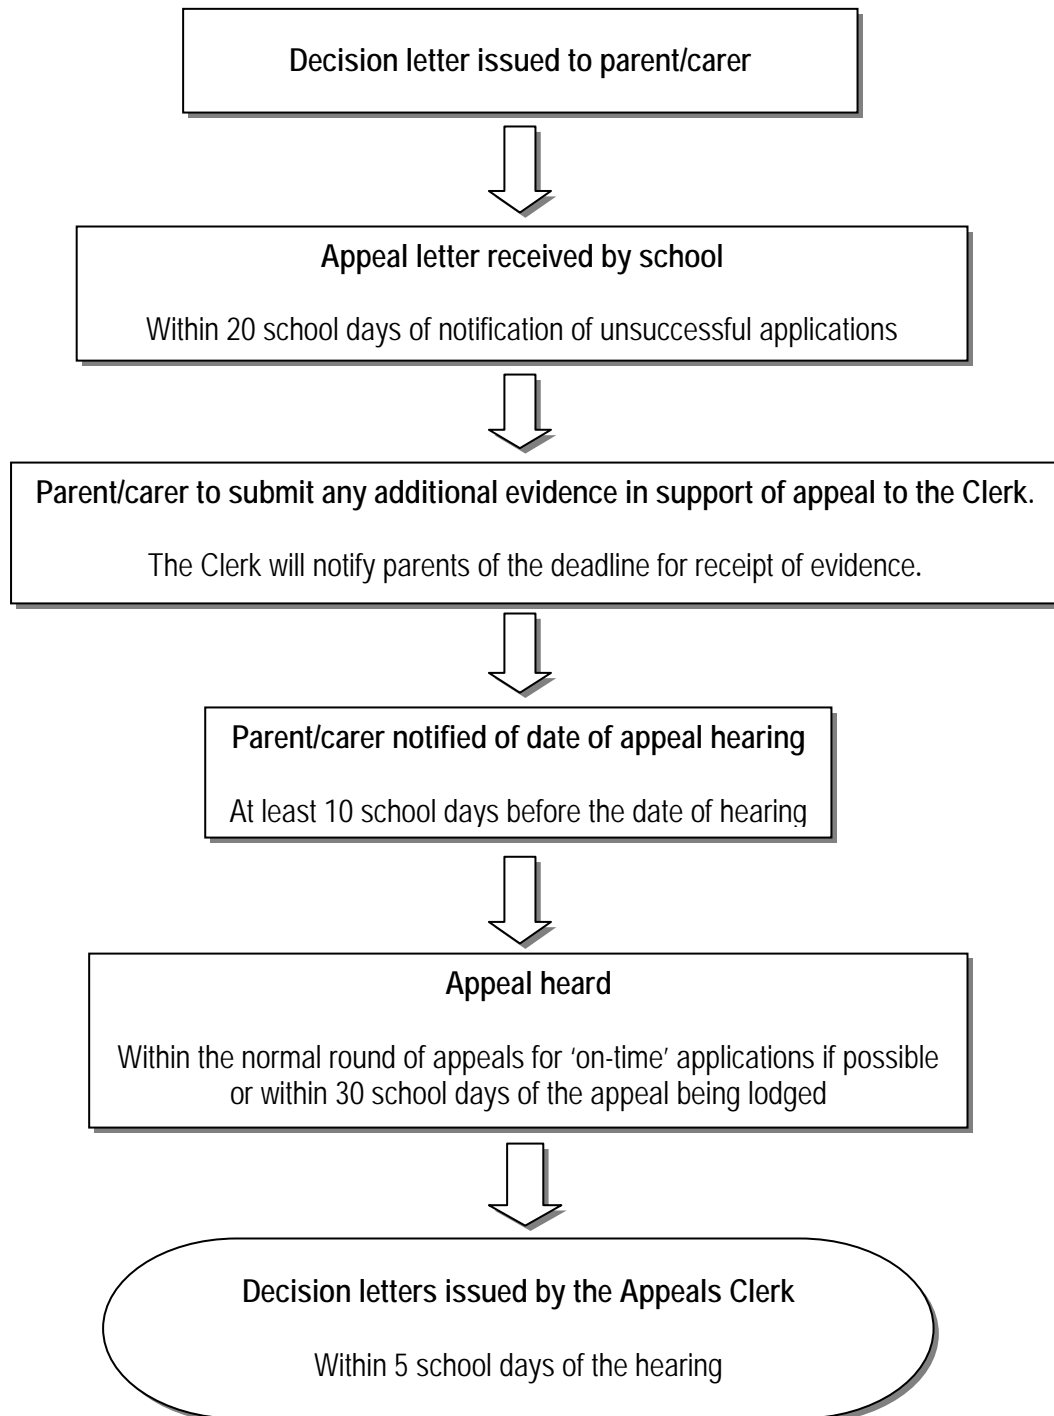 Decision letter issued to parent/carer
Appeal letter received by school
Within 20 school days of notification of unsuccessful applications
Parent/carer to submit any additional evidence in support of appeal to the Clerk.
The Clerk will notify parents of the deadline for receipt of evidence.
Parent/carer notified of date of appeal hearing
At least 10 school days before the date of hearing
Appeal heard
Within the normal round of appeals for ‘on-time’ applications if possible
or within 30 school days of the appeal being lodged
Decision letters issued by the Appeals Clerk
Within 5 school days of the hearing